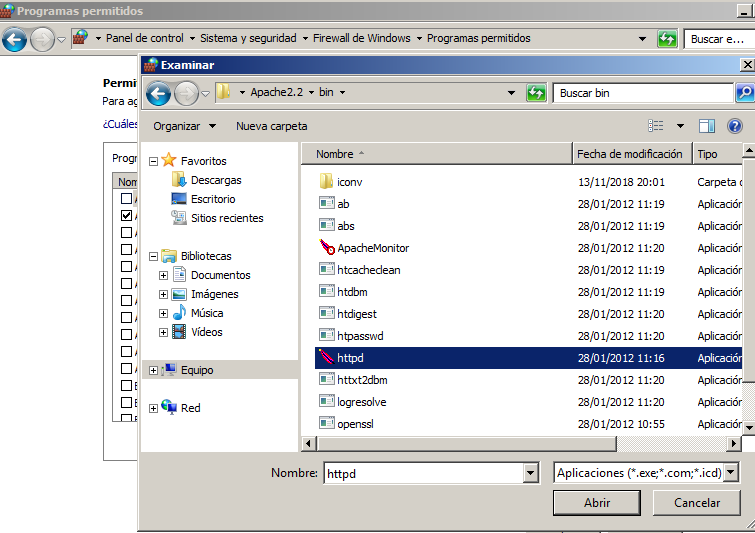 Programas permitidos
Panel de control Sistema y seguridad Firewall de Windows Programas permitidos Buscar e...
Examinar
Apache2.2 bin Buscar bin
Organizar Nueva carpeta
Nombre Fecha de modificación Tipo
Favoritos
Descargas
Escritorio
Sitios recientes
Bibliotecas
Documentos
Imágenes
Música
Vídeos
Equipo
Red
iconv 13/11/2018 20:01 Carpeta
ab 28/01/2012 11:19 Aplicación
abs 28/01/2012 11:19 Aplicación
ApacheMonitor 28/01/2012 11:20 Aplicación
htcacheclean 28/01/2012 11:19 Aplicación
htdbm 28/01/2012 11:19 Aplicación
htdigest 28/01/2012 11:20 Aplicación
htpasswd 28/01/2012 11:20 Aplicación
httpd 28/01/2012 11:16 Aplicación
httxt2dbm 28/01/2012 11:20 Aplicación
logresolve 28/01/2012 11:20 Aplicación
openssl 28/01/2012 10:55 Aplicación
Nombre: httpd Aplicaciones (*.exe;*.com;*.icd)
Abrir Cancelar
Permit
Para ag
¿Cuáles
Progr
Nom